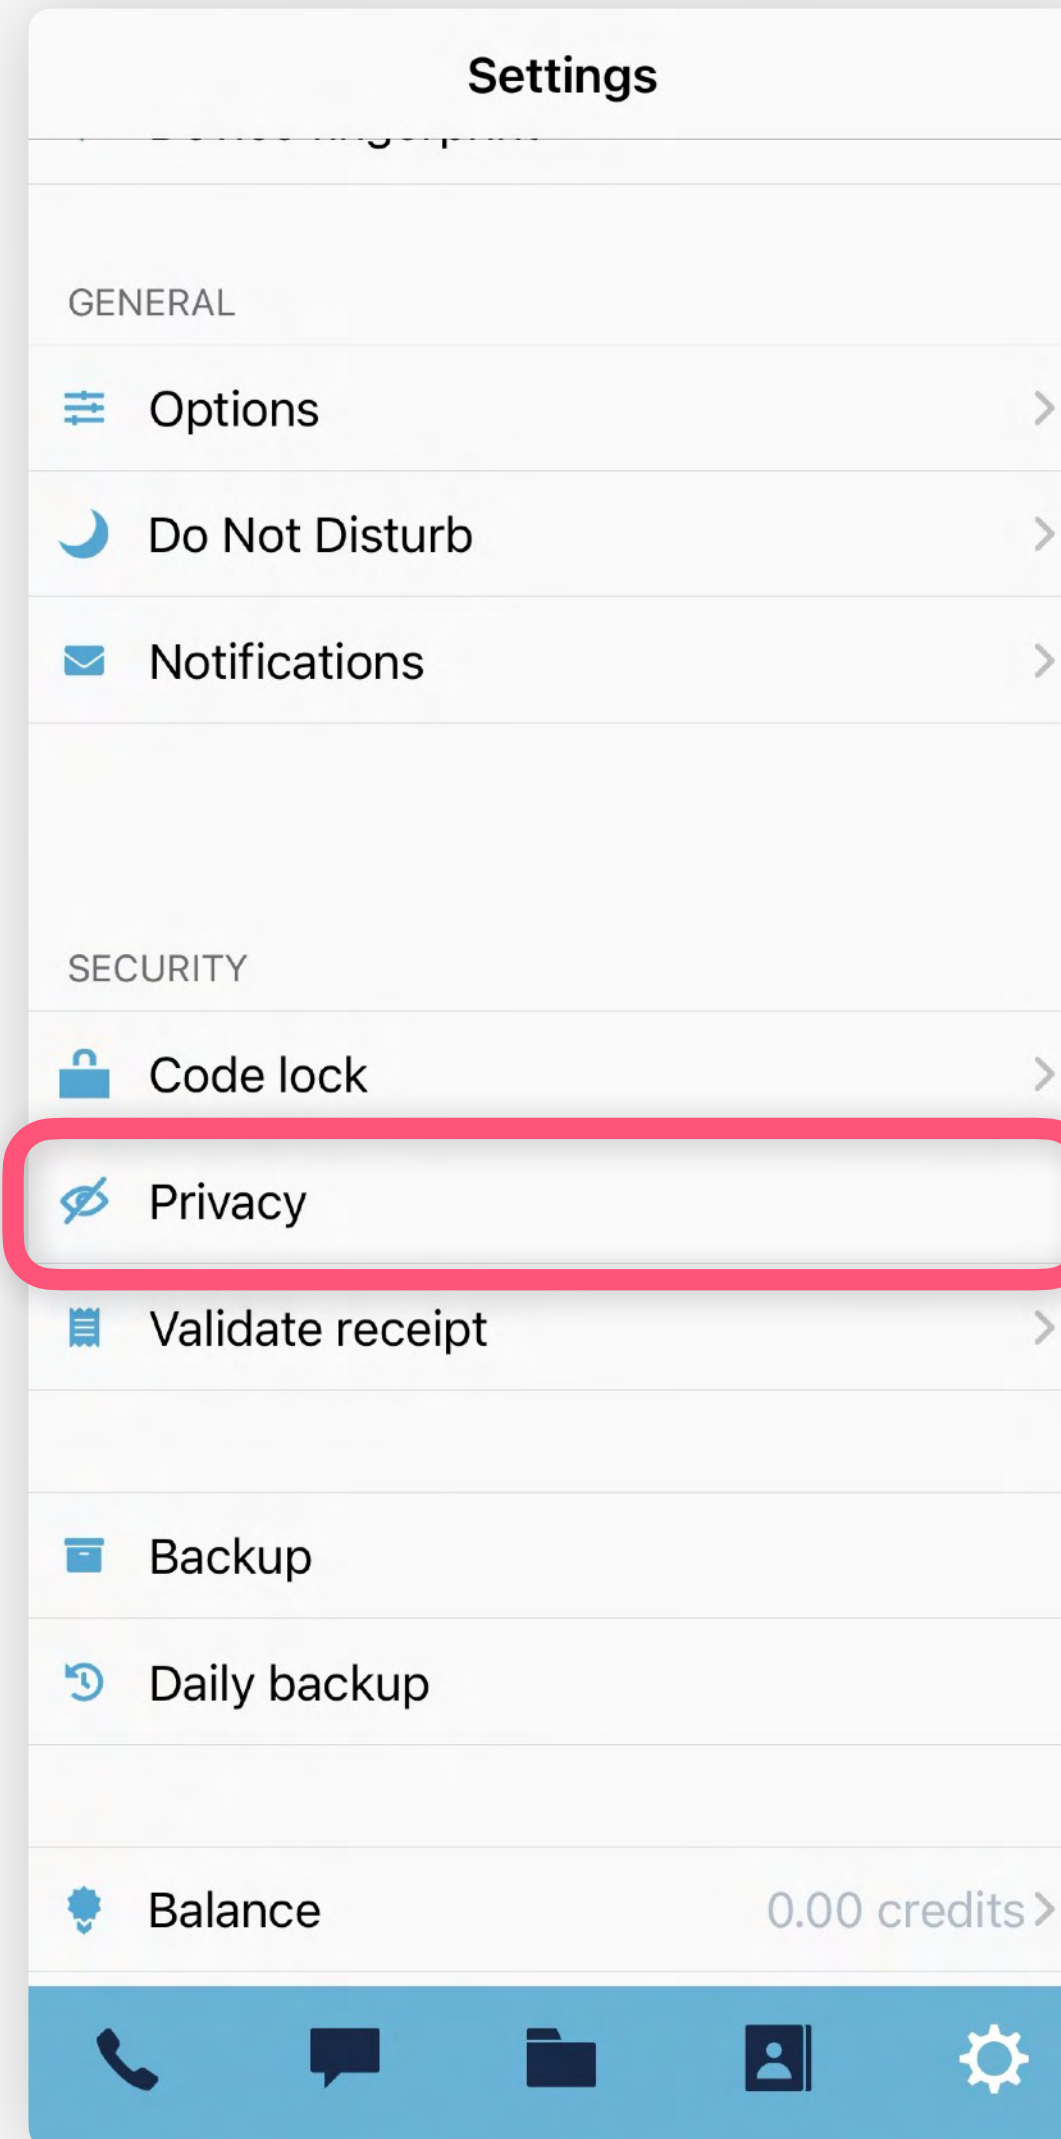 Settings
GENERAL
Options
Do Not Disturb
Notifications
SECURITY
Code lock
Privacy
Validate receipt
Backup
Daily backup
Balance
0.00 credits